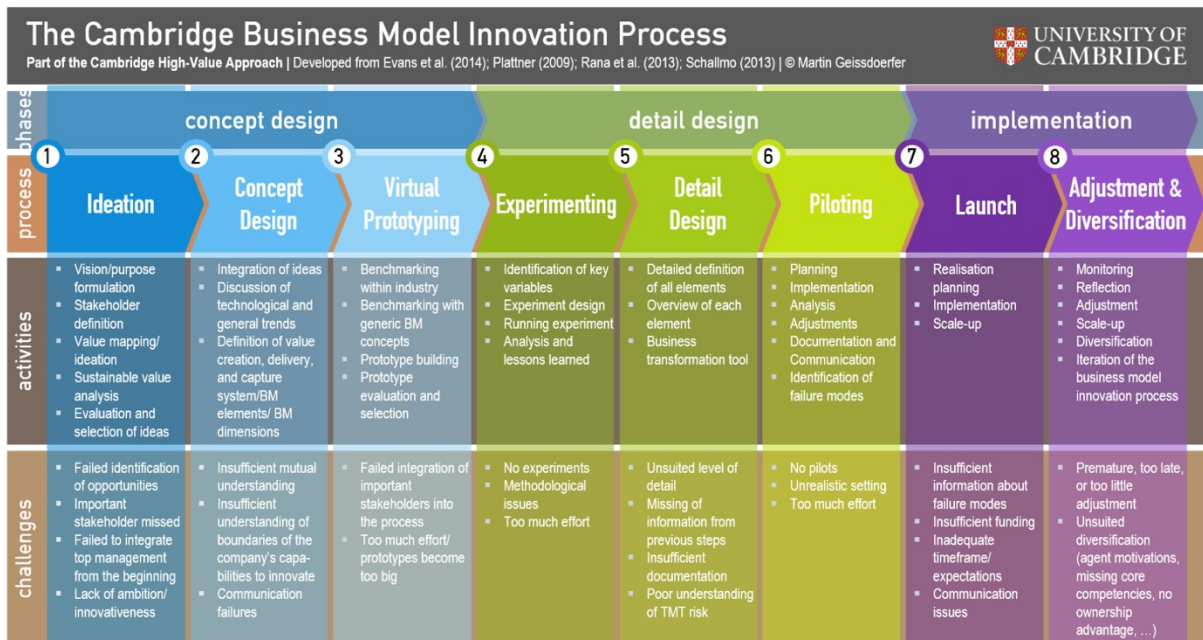 The Cambridge Business Model Innovation Process
Part of the Cambridge High-Value Approach | Developed from Evans et al. (2014); Plattner (2009); Rana et al. (2013); Schallmo (2013) | © Martin Geissdoerfer
UNIVERSITY OF
CAMBRIDGE
phases
concept design
detail design
implementation
process
1
Ideation
2
Concept
Design
3
Virtual
Prototyping
4
Experimenting
5
Detail
Design
6
Piloting
7
Launch
8
Adjustment &
Diversification
activities
▪ Vision/purpose
formulation
▪ Stakeholder
definition
▪ Value mapping/
ideation
▪ Sustainable value
analysis
▪ Evaluation and
selection of ideas
▪ Integration of ideas
▪ Discussion of
technological and
general trends
▪ Definition of value
creation, delivery,
and capture
system/BM
elements/ BM
dimensions
▪ Benchmarking
within industry
▪ Benchmarking with
generic BM
concepts
▪ Prototype building
▪ Prototype
evaluation and
selection
▪ Identification of key
variables
▪ Experiment design
▪ Running experiment
▪ Analysis and
lessons learned
▪ Detailed definition
of all elements
▪ Overview of each
element
▪ Business
transformation tool
▪ Planning
▪ Implementation
▪ Analysis
▪ Adjustments
▪ Documentation and
Communication
▪ Identification of
failure modes
▪ Realisation
planning
▪ Implementation
▪ Scale-up
▪ Monitoring
▪ Reflection
▪ Adjustment
▪ Scale-up
▪ Diversification
▪ Iteration of the
business model
innovation process
challenges
▪ Failed identification
of opportunities
▪ Important
stakeholder missed
▪ Failed to integrate
top management
from the beginning
▪ Lack of ambition/
innovativeness
▪ Insufficient mutual
understanding
▪ Insufficient
understanding of
boundaries of the
company's capa-
bilities to innovate
▪ Communication
failures
▪ Failed integration of
important
stakeholders into
the process
▪ Too much effort/
prototypes become
too big
▪ No experiments
▪ Methodological
issues
▪ Too much effort
▪ Unsuited level of
detail
▪ Missing of
information from
previous steps
▪ Insufficient
documentation
▪ Poor understanding
of TMT risk
▪ No pilots
▪ Unrealistic setting
▪ Too much effort
▪ Insufficient
information about
failure modes
▪ Insufficient funding
▪ Inadequate
timeframe/
expectations
▪ Communication
issues
▪ Premature, too late,
or too little
adjustment
▪ Unsuited
diversification
(agent motivations,
missing core
competencies, no
ownership
advantage, ...)